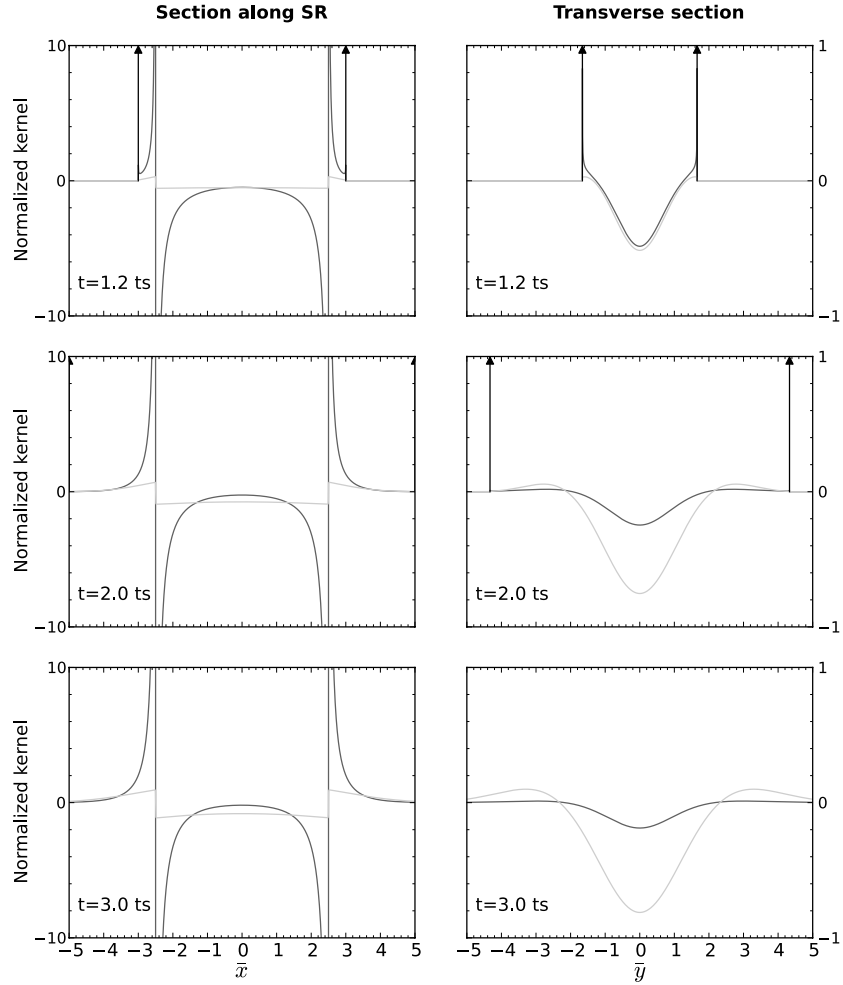 Section along SR Transverse section
10 1
Normalized kernel
0 0
t=1.2 ts t=1.2 ts
−10 −1
10 1
Normalized kernel
0 0
t=2.0 ts t=2.0 ts
−10 −1
10 1
Normalized kernel
0 0
t=3.0 ts t=3.0 ts
−10 −1
−5 −4 −3 −2 −1 0 1 2 3 4 5 −5 −4 −3 −2 −1 0 1 2 3 4 5
x̄ ȳ